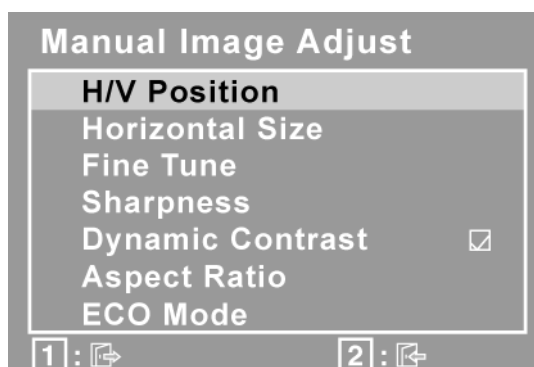 Manual Image Adjust
H/V Position
Horizontal Size
Fine Tune
Sharpness
Dynamic Contrast
Aspect Ratio
ECO Mode
1 : 2 :